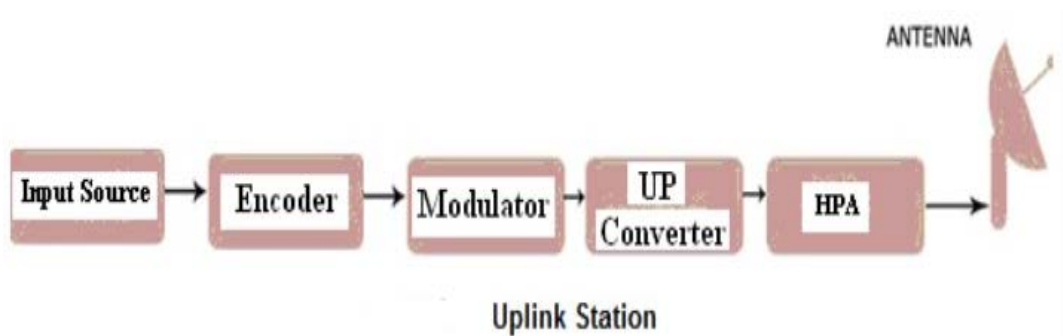 ANTENNA
Input Source
Encoder
Modulator
UP
Converter
HPA
Uplink Station